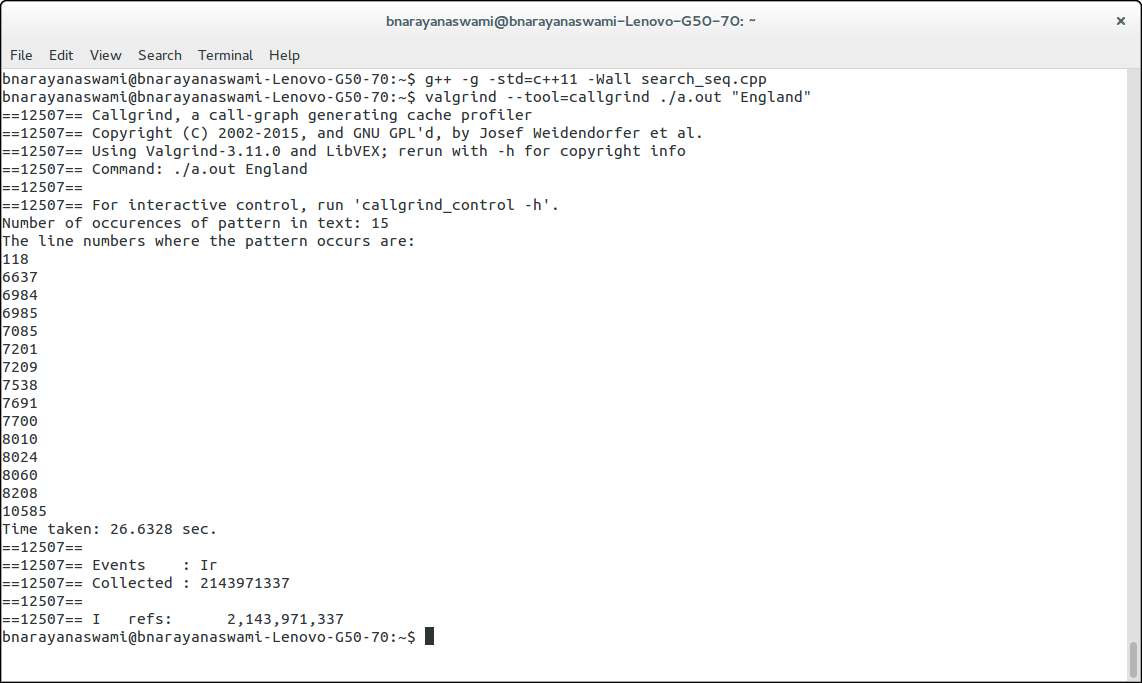 bnarayanaswami@bnarayanaswami-Lenovo-G50-70: ~
File Edit View Search Terminal Help
bnarayanaswami@bnarayanaswami-Lenovo-G50-70:~$ g++ -g -std=c++11 -Wall search_seq.cpp
bnarayanaswami@bnarayanaswami-Lenovo-G50-70:~$ valgrind --tool=callgrind ./a.out "England"
==12507== Callgrind, a call-graph generating cache profiler
==12507== Copyright (C) 2002-2015, and GNU GPL'd, by Josef Weidendorfer et al.
==12507== Using Valgrind-3.11.0 and LibVEX; rerun with -h for copyright info
==12507== Command: ./a.out England
==12507==
==12507== For interactive control, run 'callgrind_control -h'.
Number of occurences of pattern in text: 15
The line numbers where the pattern occurs are:
118
6637
6984
6985
7085
7201
7209
7538
7691
7700
8010
8024
8060
8208
10585
Time taken: 26.6328 sec.
==12507==
==12507== Events    : Ir
==12507== Collected : 2143971337
==12507==
==12507== I   refs:      2,143,971,337
bnarayanaswami@bnarayanaswami-Lenovo-G50-70:~$